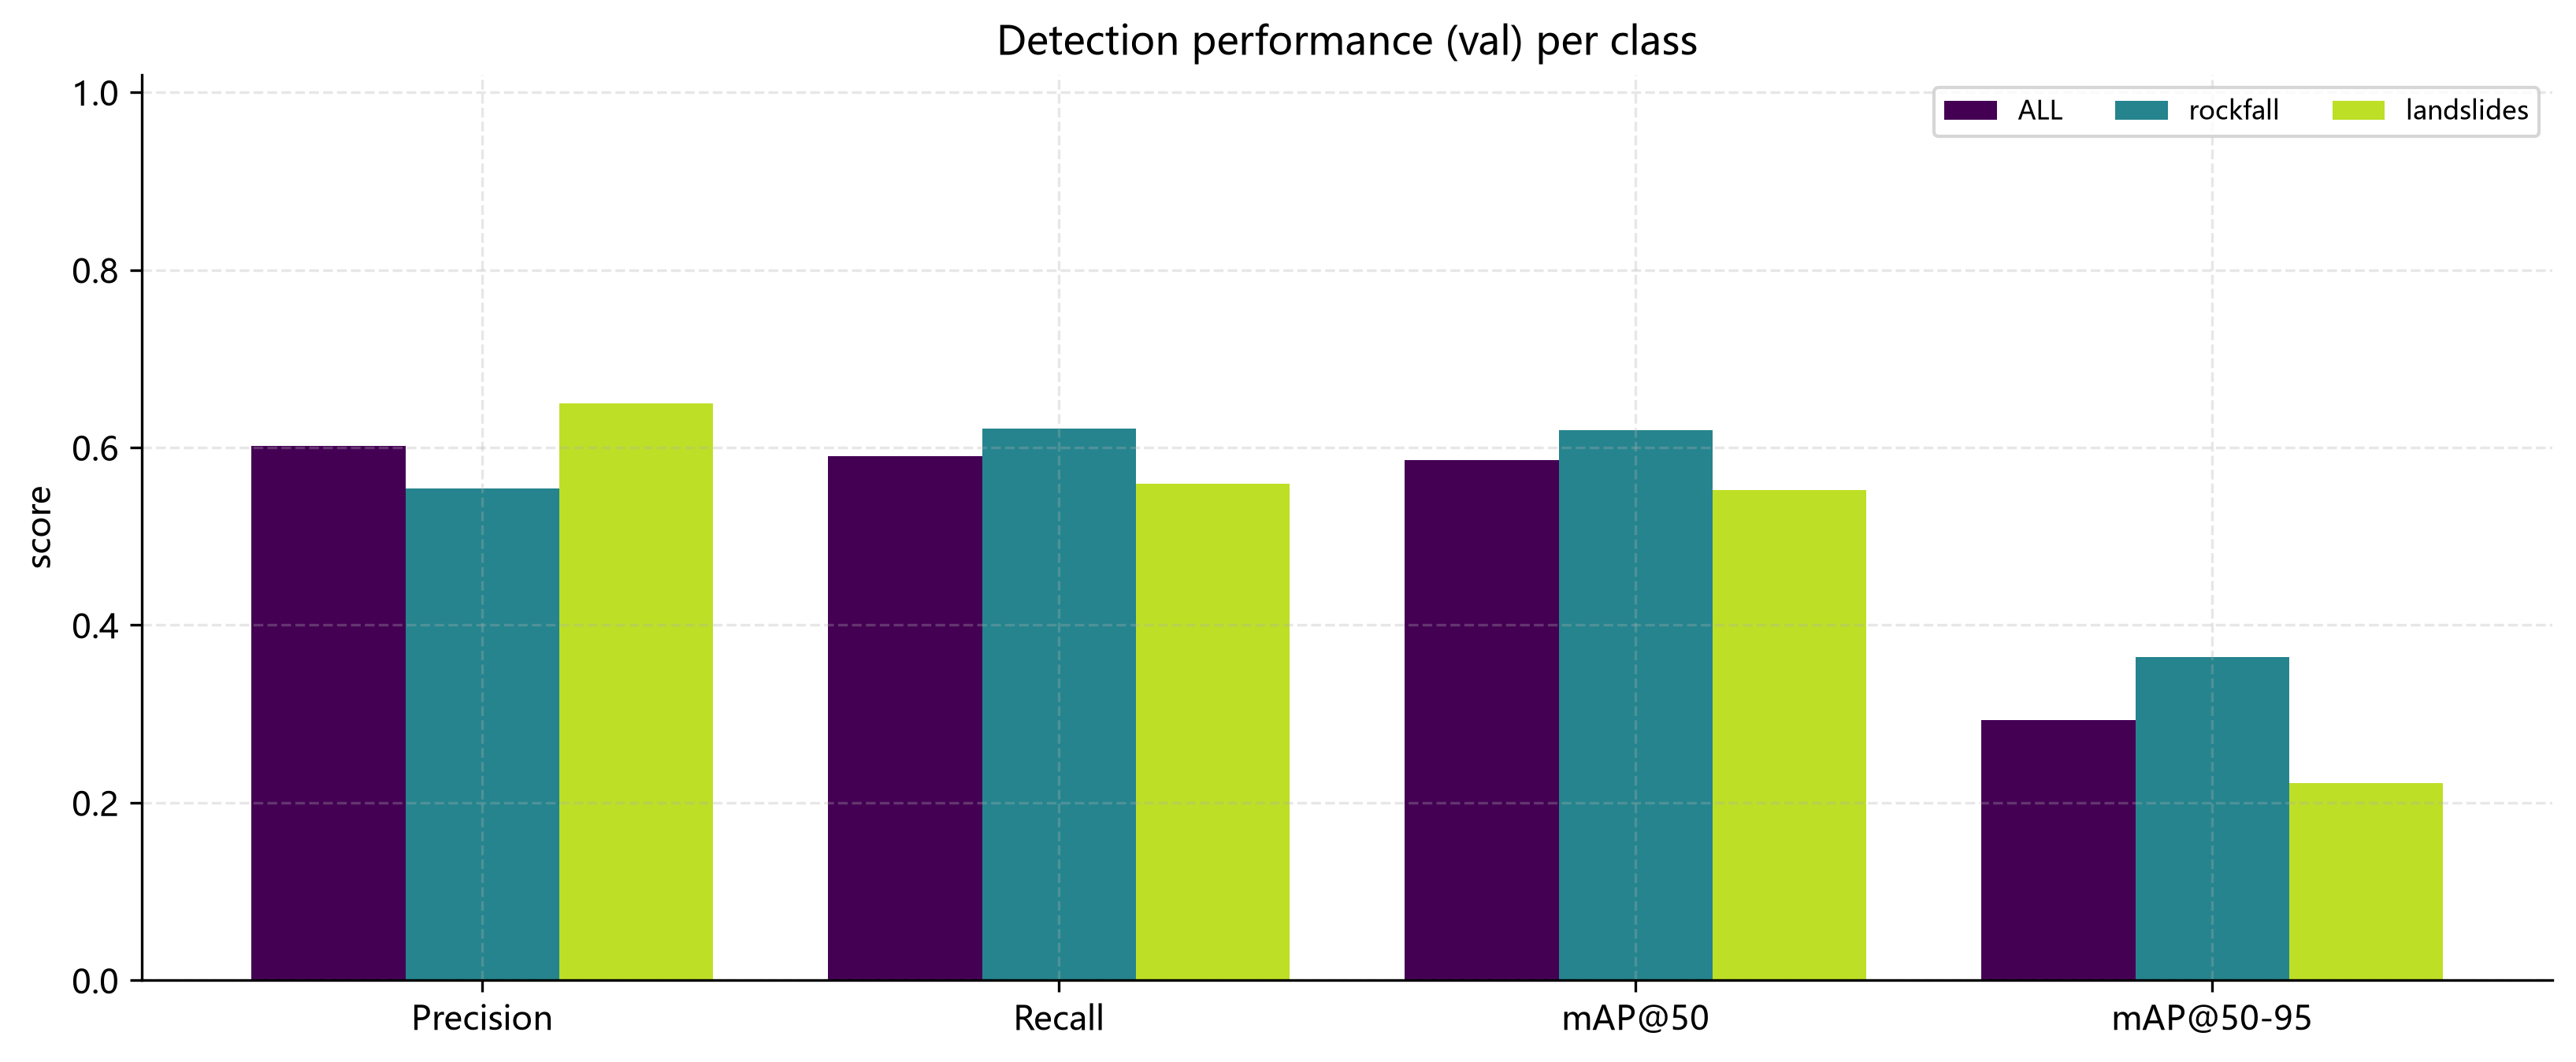 Detection performance (val) per class
ALL rockfall landslides
score
1.0
0.8
0.6
0.4
0.2
0.0
Precision Recall mAP@50 mAP@50-95